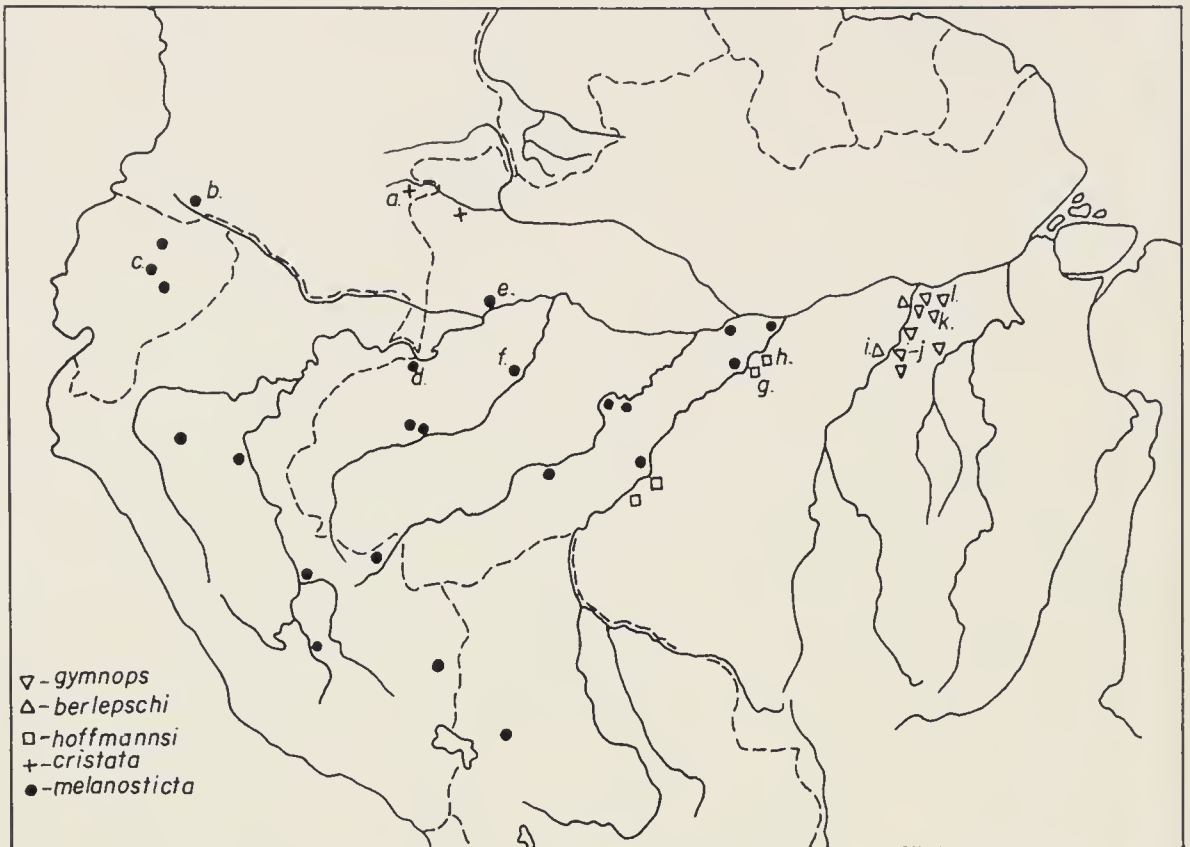 b.
a.
c.
e.
l.
k.
i.
-j
d.
f.
h.
g.
▽ - gymnops
△ - berlepschi
□ - hoffmannsi
+ - cristata
● - melanosticta